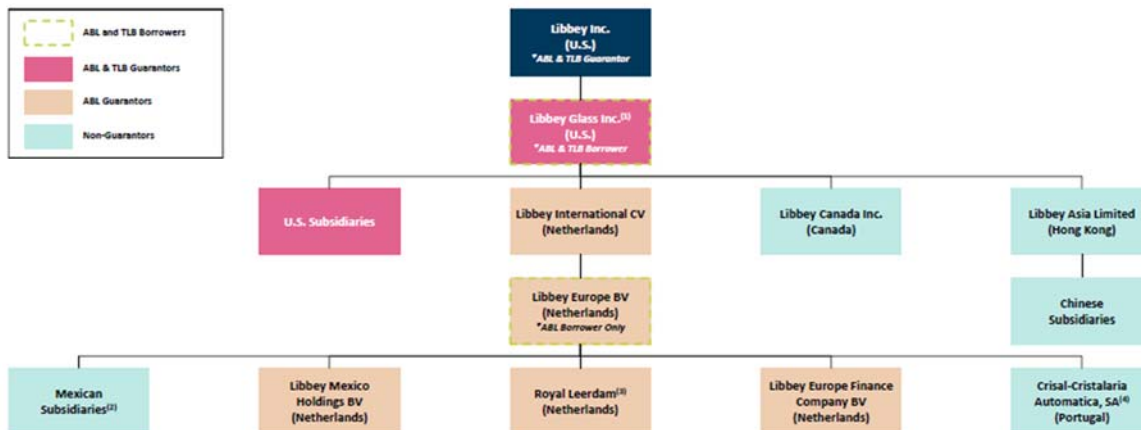 ABL and TLB Borrowers
ABL & TLB Guarantors
ABL Guarantors
Non-Guarantors
Libbey Inc.
(U.S.)
*ABL & TLB Guarantor
Libbey Glass Inc.(1)
(U.S.)
*ABL & TLB Borrower
U.S. Subsidiaries
Libbey International CV
(Netherlands)
Libbey Canada Inc.
(Canada)
Libbey Asia Limited
(Hong Kong)
Libbey Europe BV
(Netherlands)
*ABL Borrower Only
Chinese
Subsidiaries
Mexican
Subsidiaries(2)
Libbey Mexico
Holdings BV
(Netherlands)
Royal Leerdam(3)
(Netherlands)
Libbey Europe Finance
Company BV
(Netherlands)
Crisal-Cristalaria
Automatica, SA(4)
(Portugal)